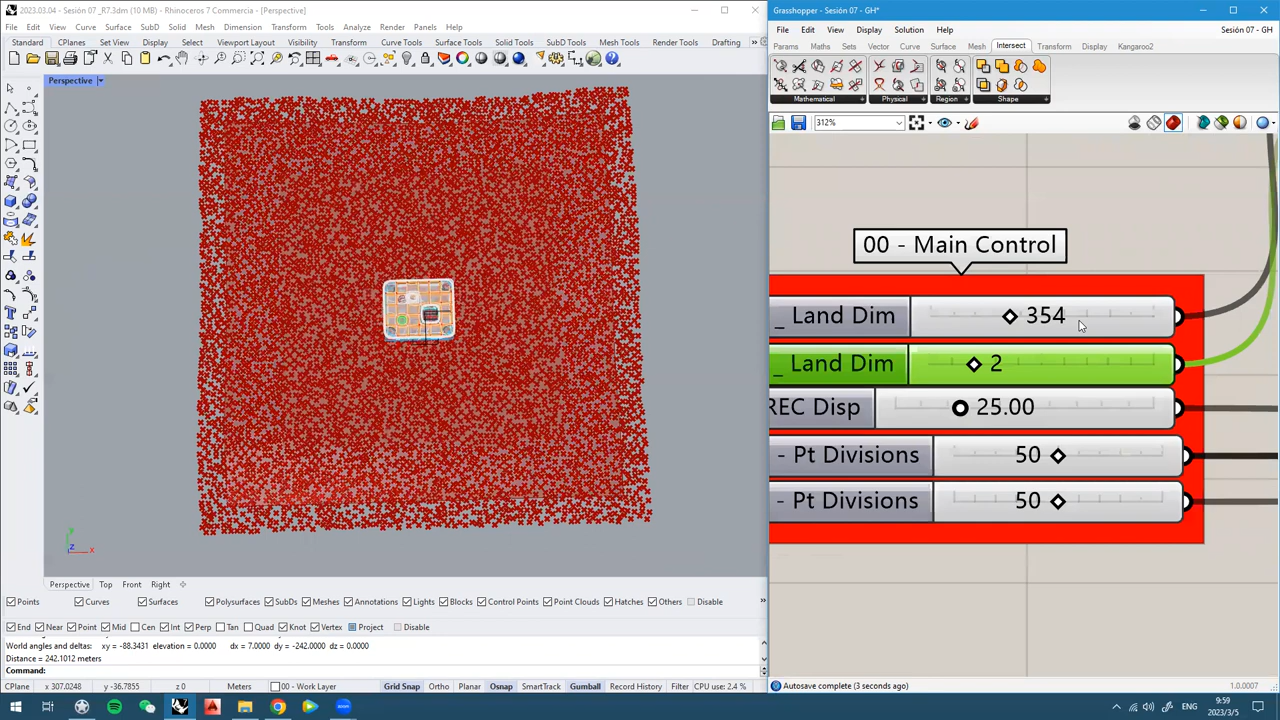 2023.03.04 - Sesión 07 _R7.3dm (10 MB) - Rhinoceros 7 Commercial - [Perspective]
File Edit View Curve Surface SubD Solid Mesh Dimension Transform Tools Analyze Render Panels Help
Standard CPlanes Set View Display Select Viewport Layout Visibility Transform Curve Tools Surface Tools Solid Tools SubD Tools Mesh Tools Render Tools Drafting
Perspective
z
y
x
Perspective Top Front Right
Points Curves Surfaces Polysurfaces SubDs Meshes Annotations Lights Blocks Control Points Point Clouds Hatches Others Disable
End Near Point Mid Cen Int Perp Tan Quad Knot Vertex Project Disable
World angles and deltas: xy = -88.3431 elevation = 0.0000 dx = 7.0000 dy = -242.0000 dz = 0.0000
Distance = 242.1012 meters
Command:
CPlane x 307.0248 y -36.7855 z 0 Meters 00 - Work Layer Grid Snap Ortho Planar Osnap SmartTrack Gumball Record History Filter CPU use: 2.4 %
Grasshopper - Sesión 07 - GH*
File Edit View Display Solution Help Sesión 07 - GH
Params Maths Sets Vector Curve Surface Mesh Intersect Transform Display Kangaroo2
Mathematical Physical Region Shape
312%
00 - Main Control
_ Land Dim 354
_ Land Dim 2
REC Disp 25.00
- Pt Divisions 50
- Pt Divisions 50
Autosave complete (3 seconds ago)
1.0.0007
ENG
9:59
2023/3/5